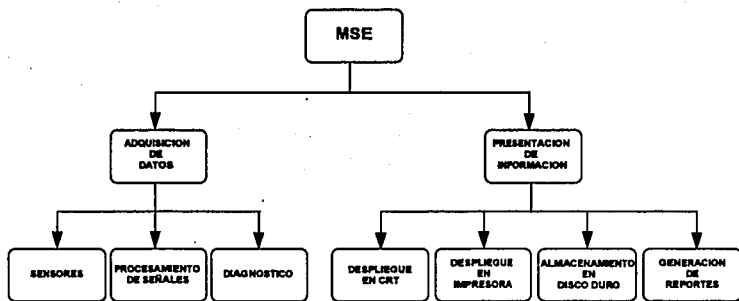 MSE
ADQUISICION
DE
DATOS
PRESENTACION
DE
INFORMACION
SENSORES
PROCESAMIENTO
DE SEÑALES
DIAGNOSTICO
DESPLIEGUE
EN CRT
DESPLIEGUE
EN
IMPRESORA
ALMACENAMIENTO
EN
DISCO DURO
GENERACION
DE
REPORTES